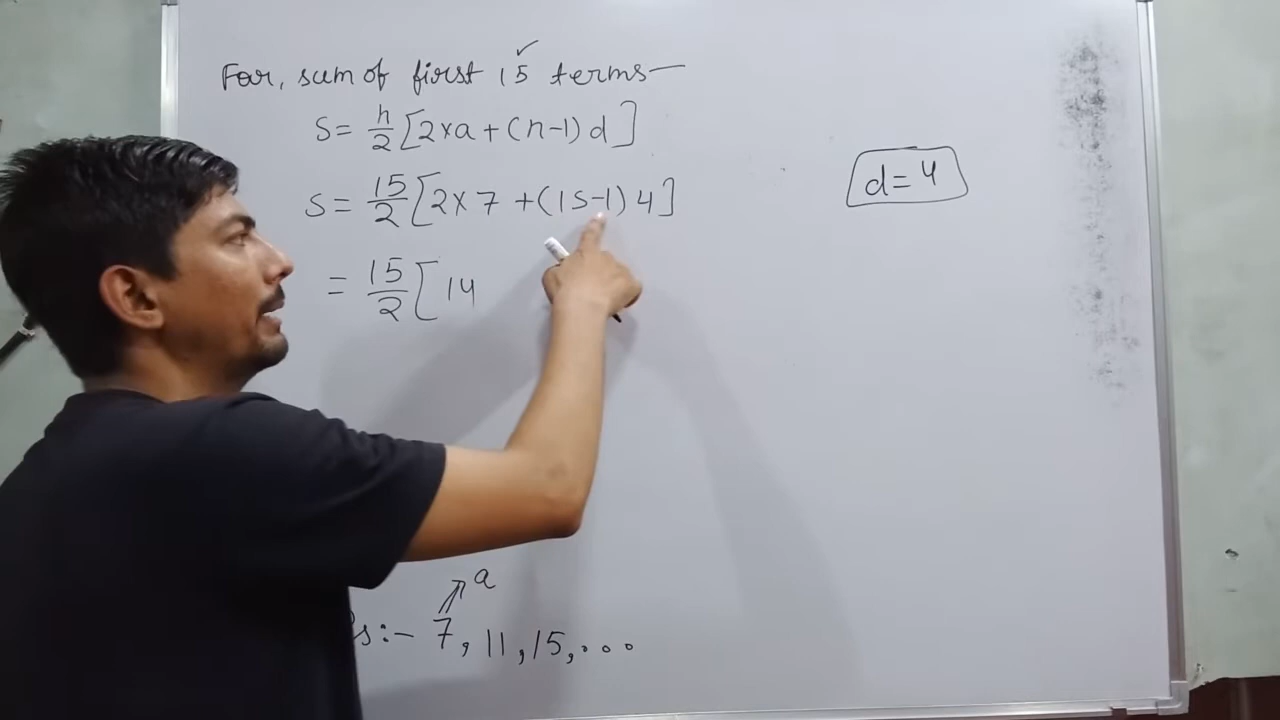 For, sum of first 15 terms—
S = n/2 [2×a + (n-1) d]
S = 15/2 [2×7 + (15-1) 4]
d = 4
= 15/2 [14
a
s:- 7, 11, 15, ...